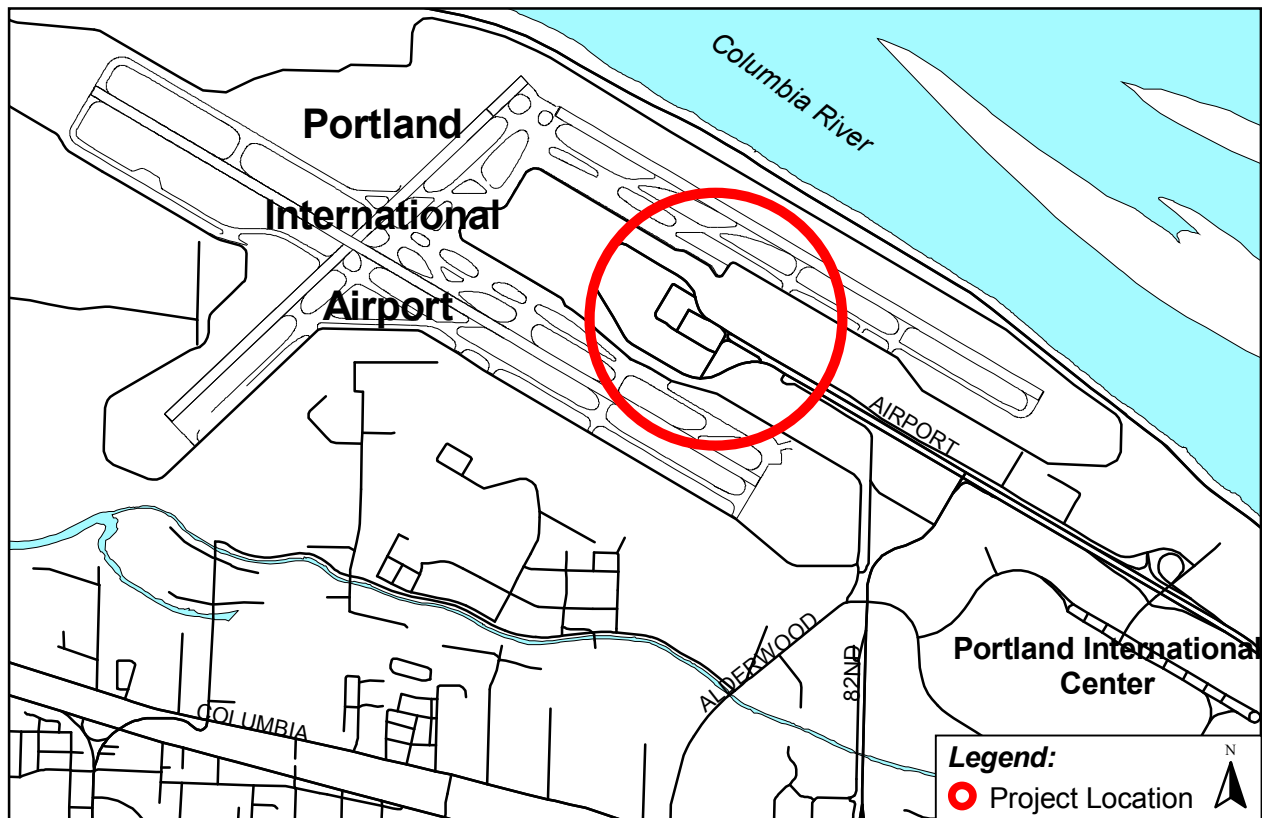 Columbia River
Portland
International
Airport
AIRPORT
ALDERWOOD
82ND
Portland International
Center
COLUMBIA
Legend:
Project Location
N